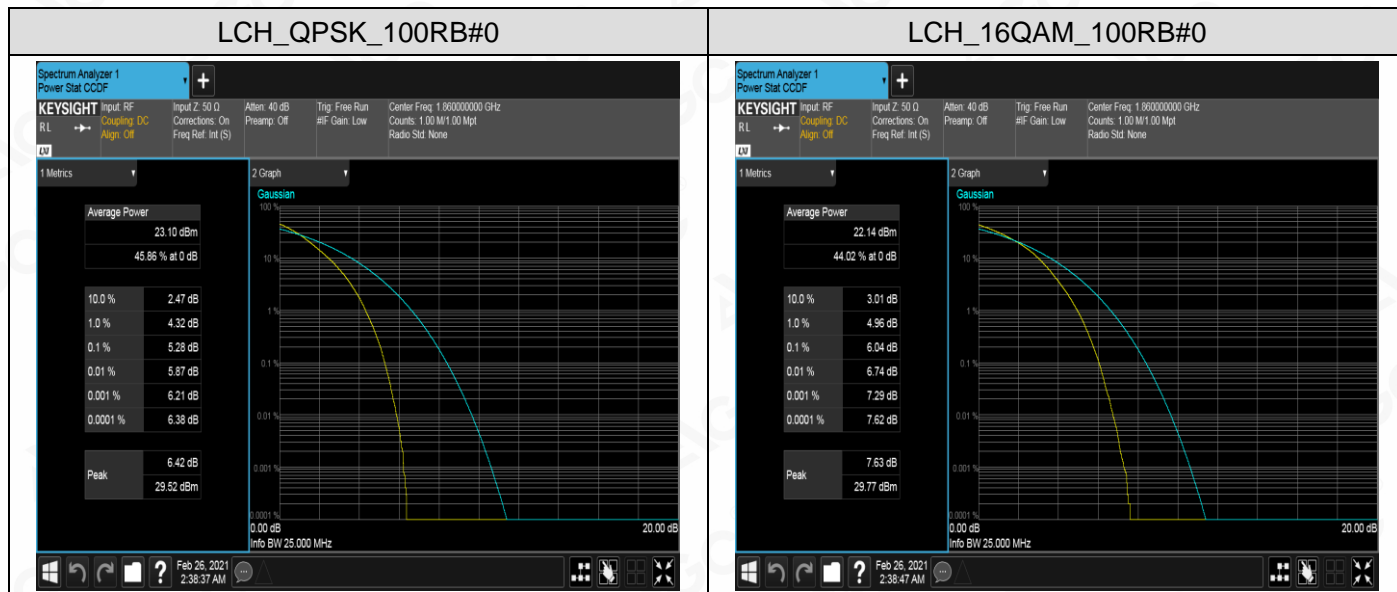 LCH_QPSK_100RB#0
Spectrum Analyzer 1
Power Stat CCDF
+
KEYSIGHT Input: RF Input Z: 50 Ω Atten: 40 dB Trig: Free Run Center Freq: 1.860000000 GHz
RL Coupling: DC Corrections: On Preamp: Off #IF Gain: Low Counts: 1.00 M/1.00 Mpt
Align: Off Freq Ref: Int (S) Radio Std: None
LXI
1 Metrics
Average Power
23.10 dBm
45.86 % at 0 dB
10.0 % 2.47 dB
1.0 % 4.32 dB
0.1 % 5.28 dB
0.01 % 5.87 dB
0.001 % 6.21 dB
0.0001 % 6.38 dB
Peak 6.42 dB
29.52 dBm
2 Graph
Gaussian
100 %
10 %
1 %
0.1 %
0.01 %
0.001 %
0.0001 %
0.00 dB 20.00 dB
Info BW 25.000 MHz
? Feb 26, 2021
2:38:37 AM
LCH_16QAM_100RB#0
Spectrum Analyzer 1
Power Stat CCDF
+
KEYSIGHT Input: RF Input Z: 50 Ω Atten: 40 dB Trig: Free Run Center Freq: 1.860000000 GHz
RL Coupling: DC Corrections: On Preamp: Off #IF Gain: Low Counts: 1.00 M/1.00 Mpt
Align: Off Freq Ref: Int (S) Radio Std: None
LXI
1 Metrics
Average Power
22.14 dBm
44.02 % at 0 dB
10.0 % 3.01 dB
1.0 % 4.96 dB
0.1 % 6.04 dB
0.01 % 6.74 dB
0.001 % 7.29 dB
0.0001 % 7.62 dB
Peak 7.63 dB
29.77 dBm
2 Graph
Gaussian
100 %
10 %
1 %
0.1 %
0.01 %
0.001 %
0.0001 %
0.00 dB 20.00 dB
Info BW 25.000 MHz
? Feb 26, 2021
2:38:47 AM